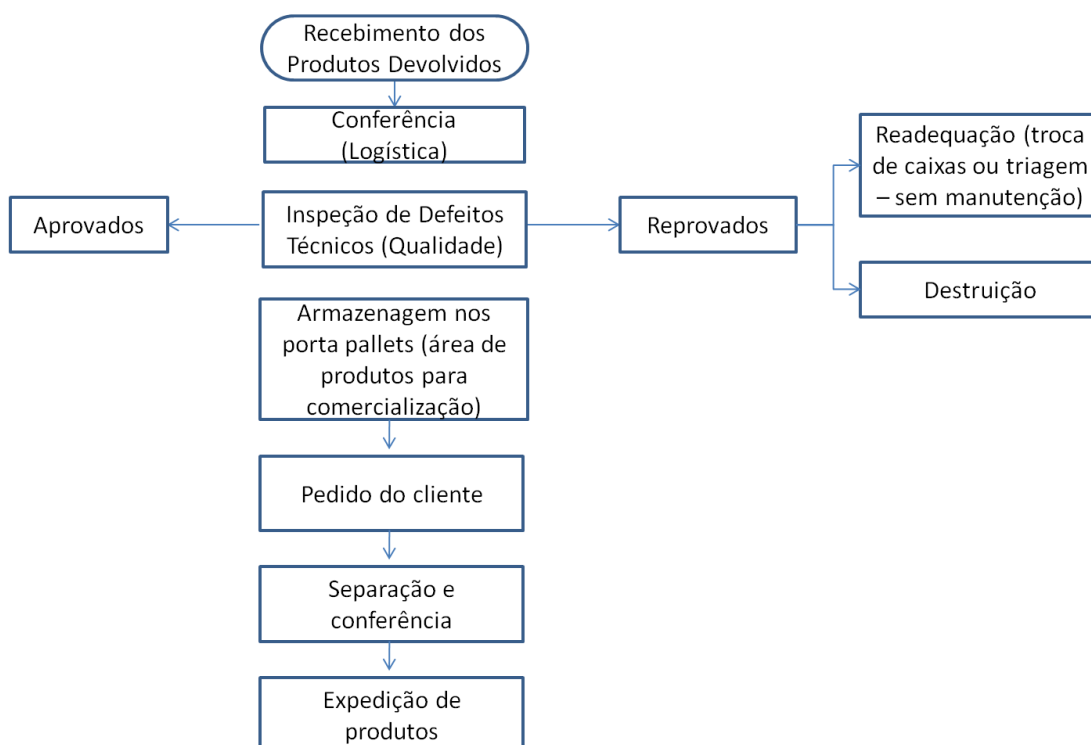 Recebimento dos
Produtos Devolvidos
Conferência
(Logística)
Readequação (troca
de caixas ou triagem
– sem manutenção)
Aprovados
Inspeção de Defeitos
Técnicos (Qualidade)
Reprovados
Destruição
Armazenagem nos
porta pallets (área de
produtos para
comercialização)
Pedido do cliente
Separação e
conferência
Expedição de
produtos